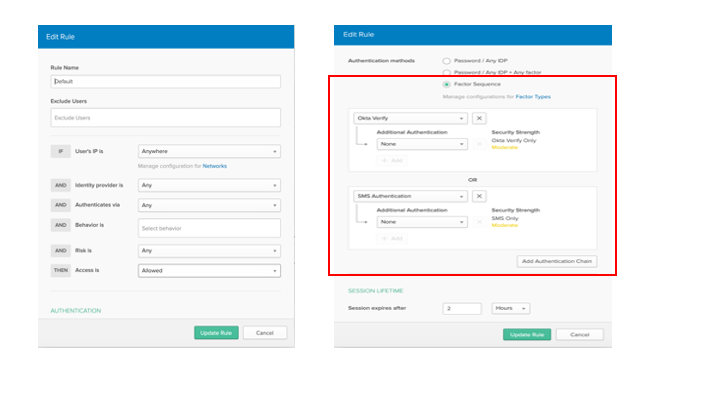 Edit Rule
Rule Name
Default
Exclude Users
Exclude Users
IF User's IP is Anywhere
Manage configuration for Networks
AND Identity provider is Any
AND Authenticates via Any
AND Behavior is Select behavior
AND Risk is Any
THEN Access is Allowed
AUTHENTICATION
Update Rule Cancel
Edit Rule
Authentication methods Password / Any IDP
Password / Any IDP + Any factor
Factor Sequence
Manage configurations for Factor Types
Okta Verify
Additional Authentication Security Strength
None Okta Verify Only
Moderate
+ Add
OR
SMS Authentication
Additional Authentication Security Strength
None SMS Only
Moderate
+ Add
Add Authentication Chain
SESSION LIFETIME
Session expires after 2 Hours
Update Rule Cancel